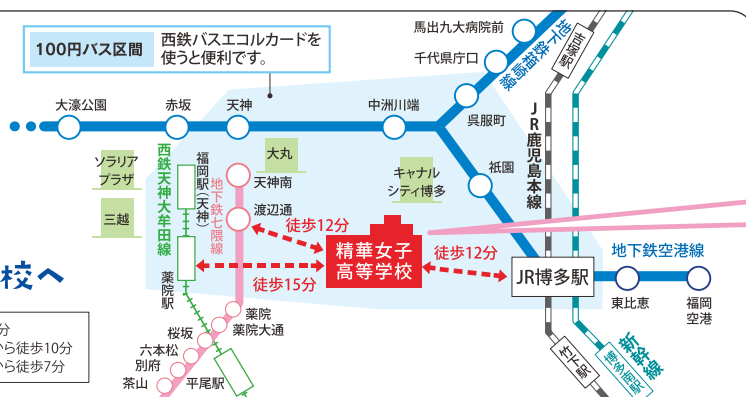 100円バス区間
西鉄バスエコルカードを
使うと便利です。
馬出九大病院前
千代県庁口
地下鉄箱崎線
吉塚駅
大濠公園
赤坂
天神
中洲川端
呉服町
祇園
JR鹿児島本線
ソラリア
プラザ
三越
西鉄天神大牟田線
福岡駅(天神)
地下鉄七隈線
大丸
天神南
渡辺通
キャナル
シティ博多
徒歩12分
精華女子
高等学校
徒歩12分
徒歩15分
JR博多駅
地下鉄空港線
東比恵
福岡
空港
校へ
薬院駅
薬院
薬院大通
桜坂
六本松
別府
茶山
平尾駅
分
から徒歩10分
から徒歩7分
竹下駅
博多南駅
新幹線